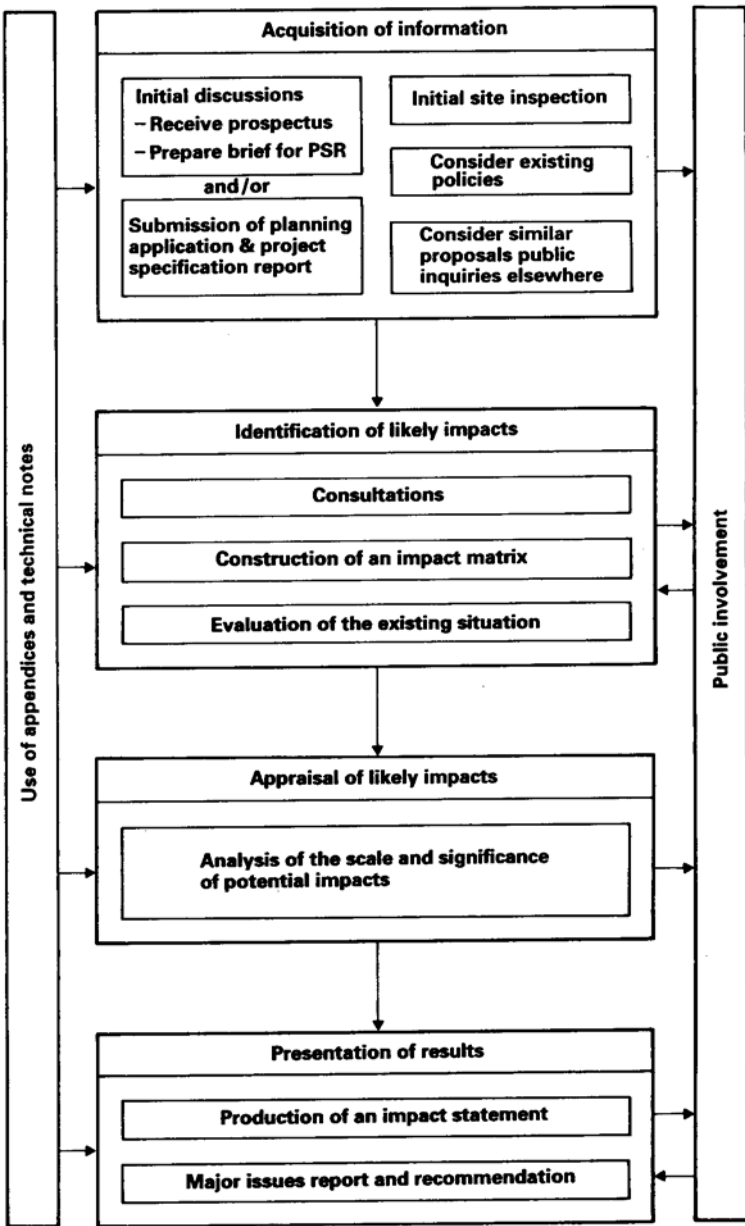 Acquisition of information
Initial discussions
– Receive prospectus
– Prepare brief for PSR
and/or
Submission of planning
application & project
specification report
Initial site inspection
Consider existing
policies
Consider similar
proposals public
inquiries elsewhere
Identification of likely impacts
Consultations
Construction of an impact matrix
Evaluation of the existing situation
Appraisal of likely impacts
Analysis of the scale and significance
of potential impacts
Presentation of results
Production of an impact statement
Major issues report and recommendation
Use of appendices and technical notes
Public involvement